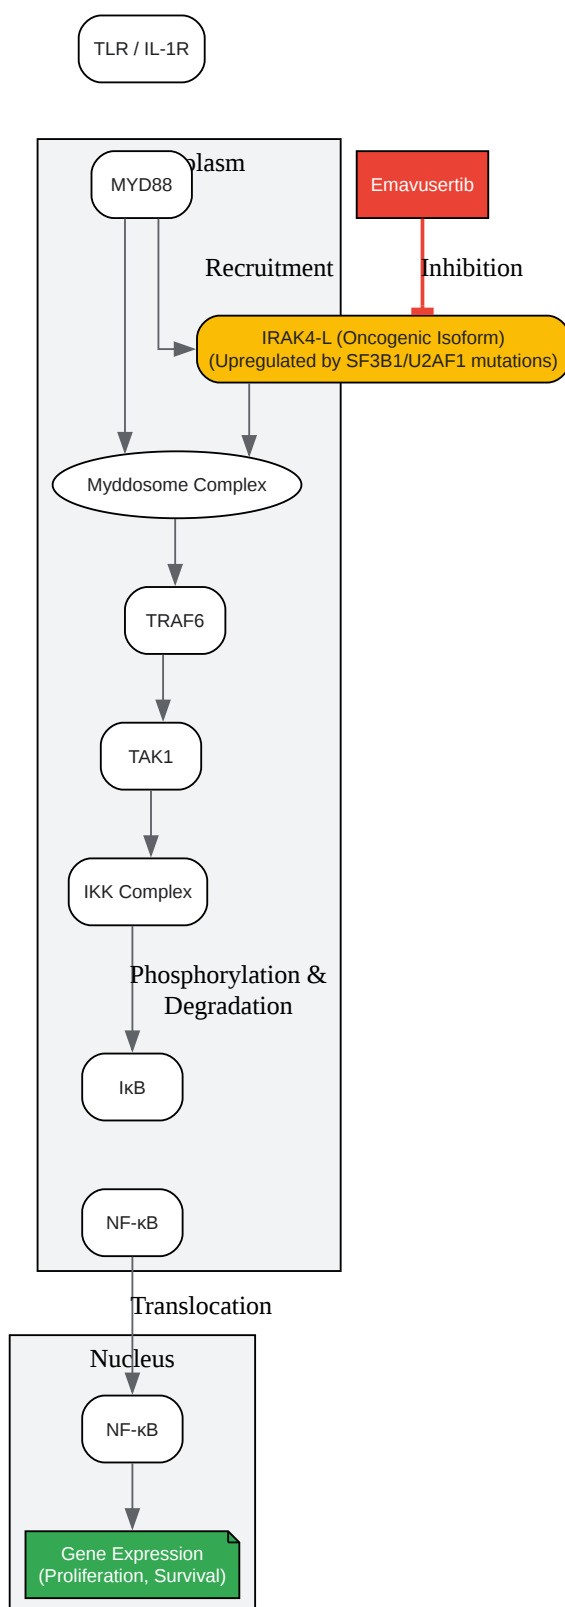 TLR / IL-1R
MYD88
Emavusertib
Recruitment
Inhibition
IRAK4-L (Oncogenic Isoform)
(Upregulated by SF3B1/U2AF1 mutations)
Myddosome Complex
TRAF6
TAK1
IKK Complex
Phosphorylation &
Degradation
IκB
NF-κB
Translocation
Nucleus
NF-κB
Gene Expression
(Proliferation, Survival)